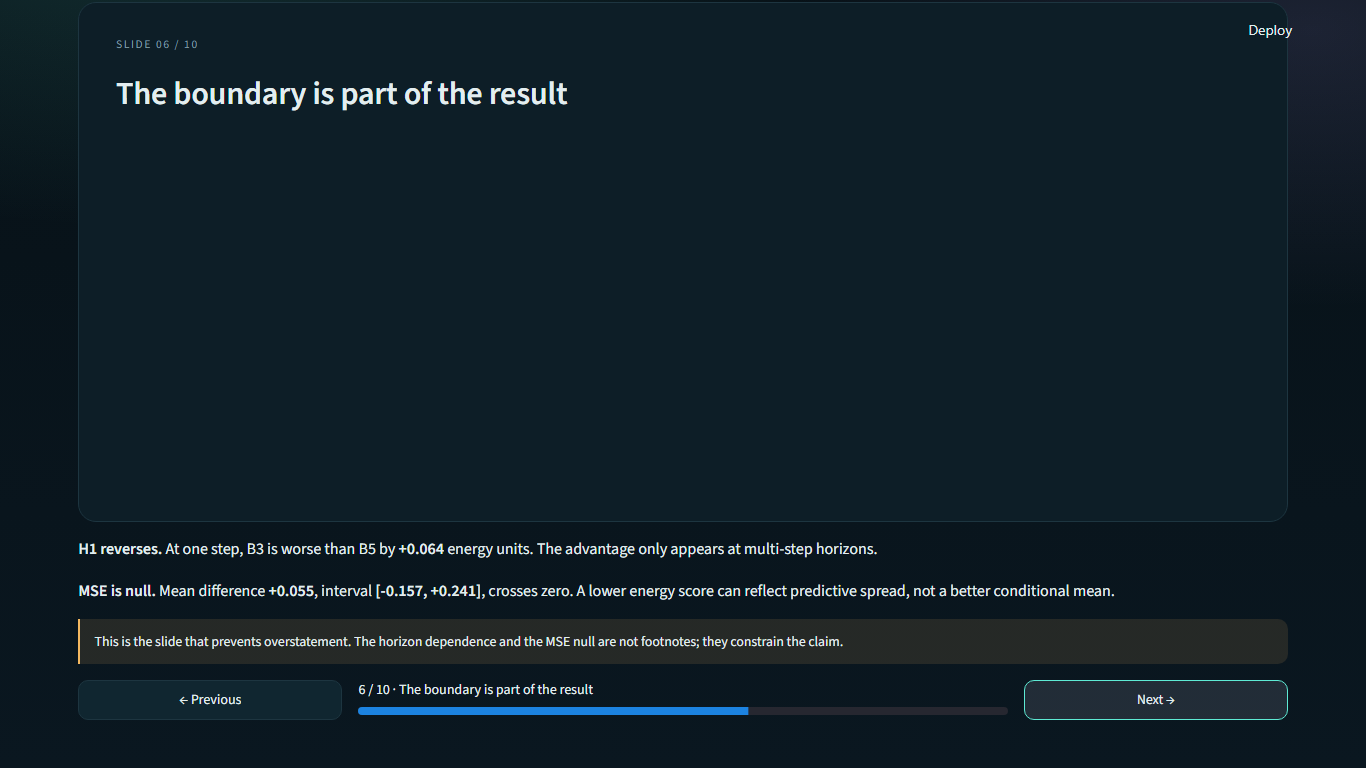 SLIDE 06 / 10
Deploy
The boundary is part of the result
H1 reverses. At one step, B3 is worse than B5 by +0.064 energy units. The advantage only appears at multi-step horizons.
MSE is null. Mean difference +0.055, interval [-0.157, +0.241], crosses zero. A lower energy score can reflect predictive spread, not a better conditional mean.
This is the slide that prevents overstatement. The horizon dependence and the MSE null are not footnotes; they constrain the claim.
← Previous
6 / 10 · The boundary is part of the result
Next →